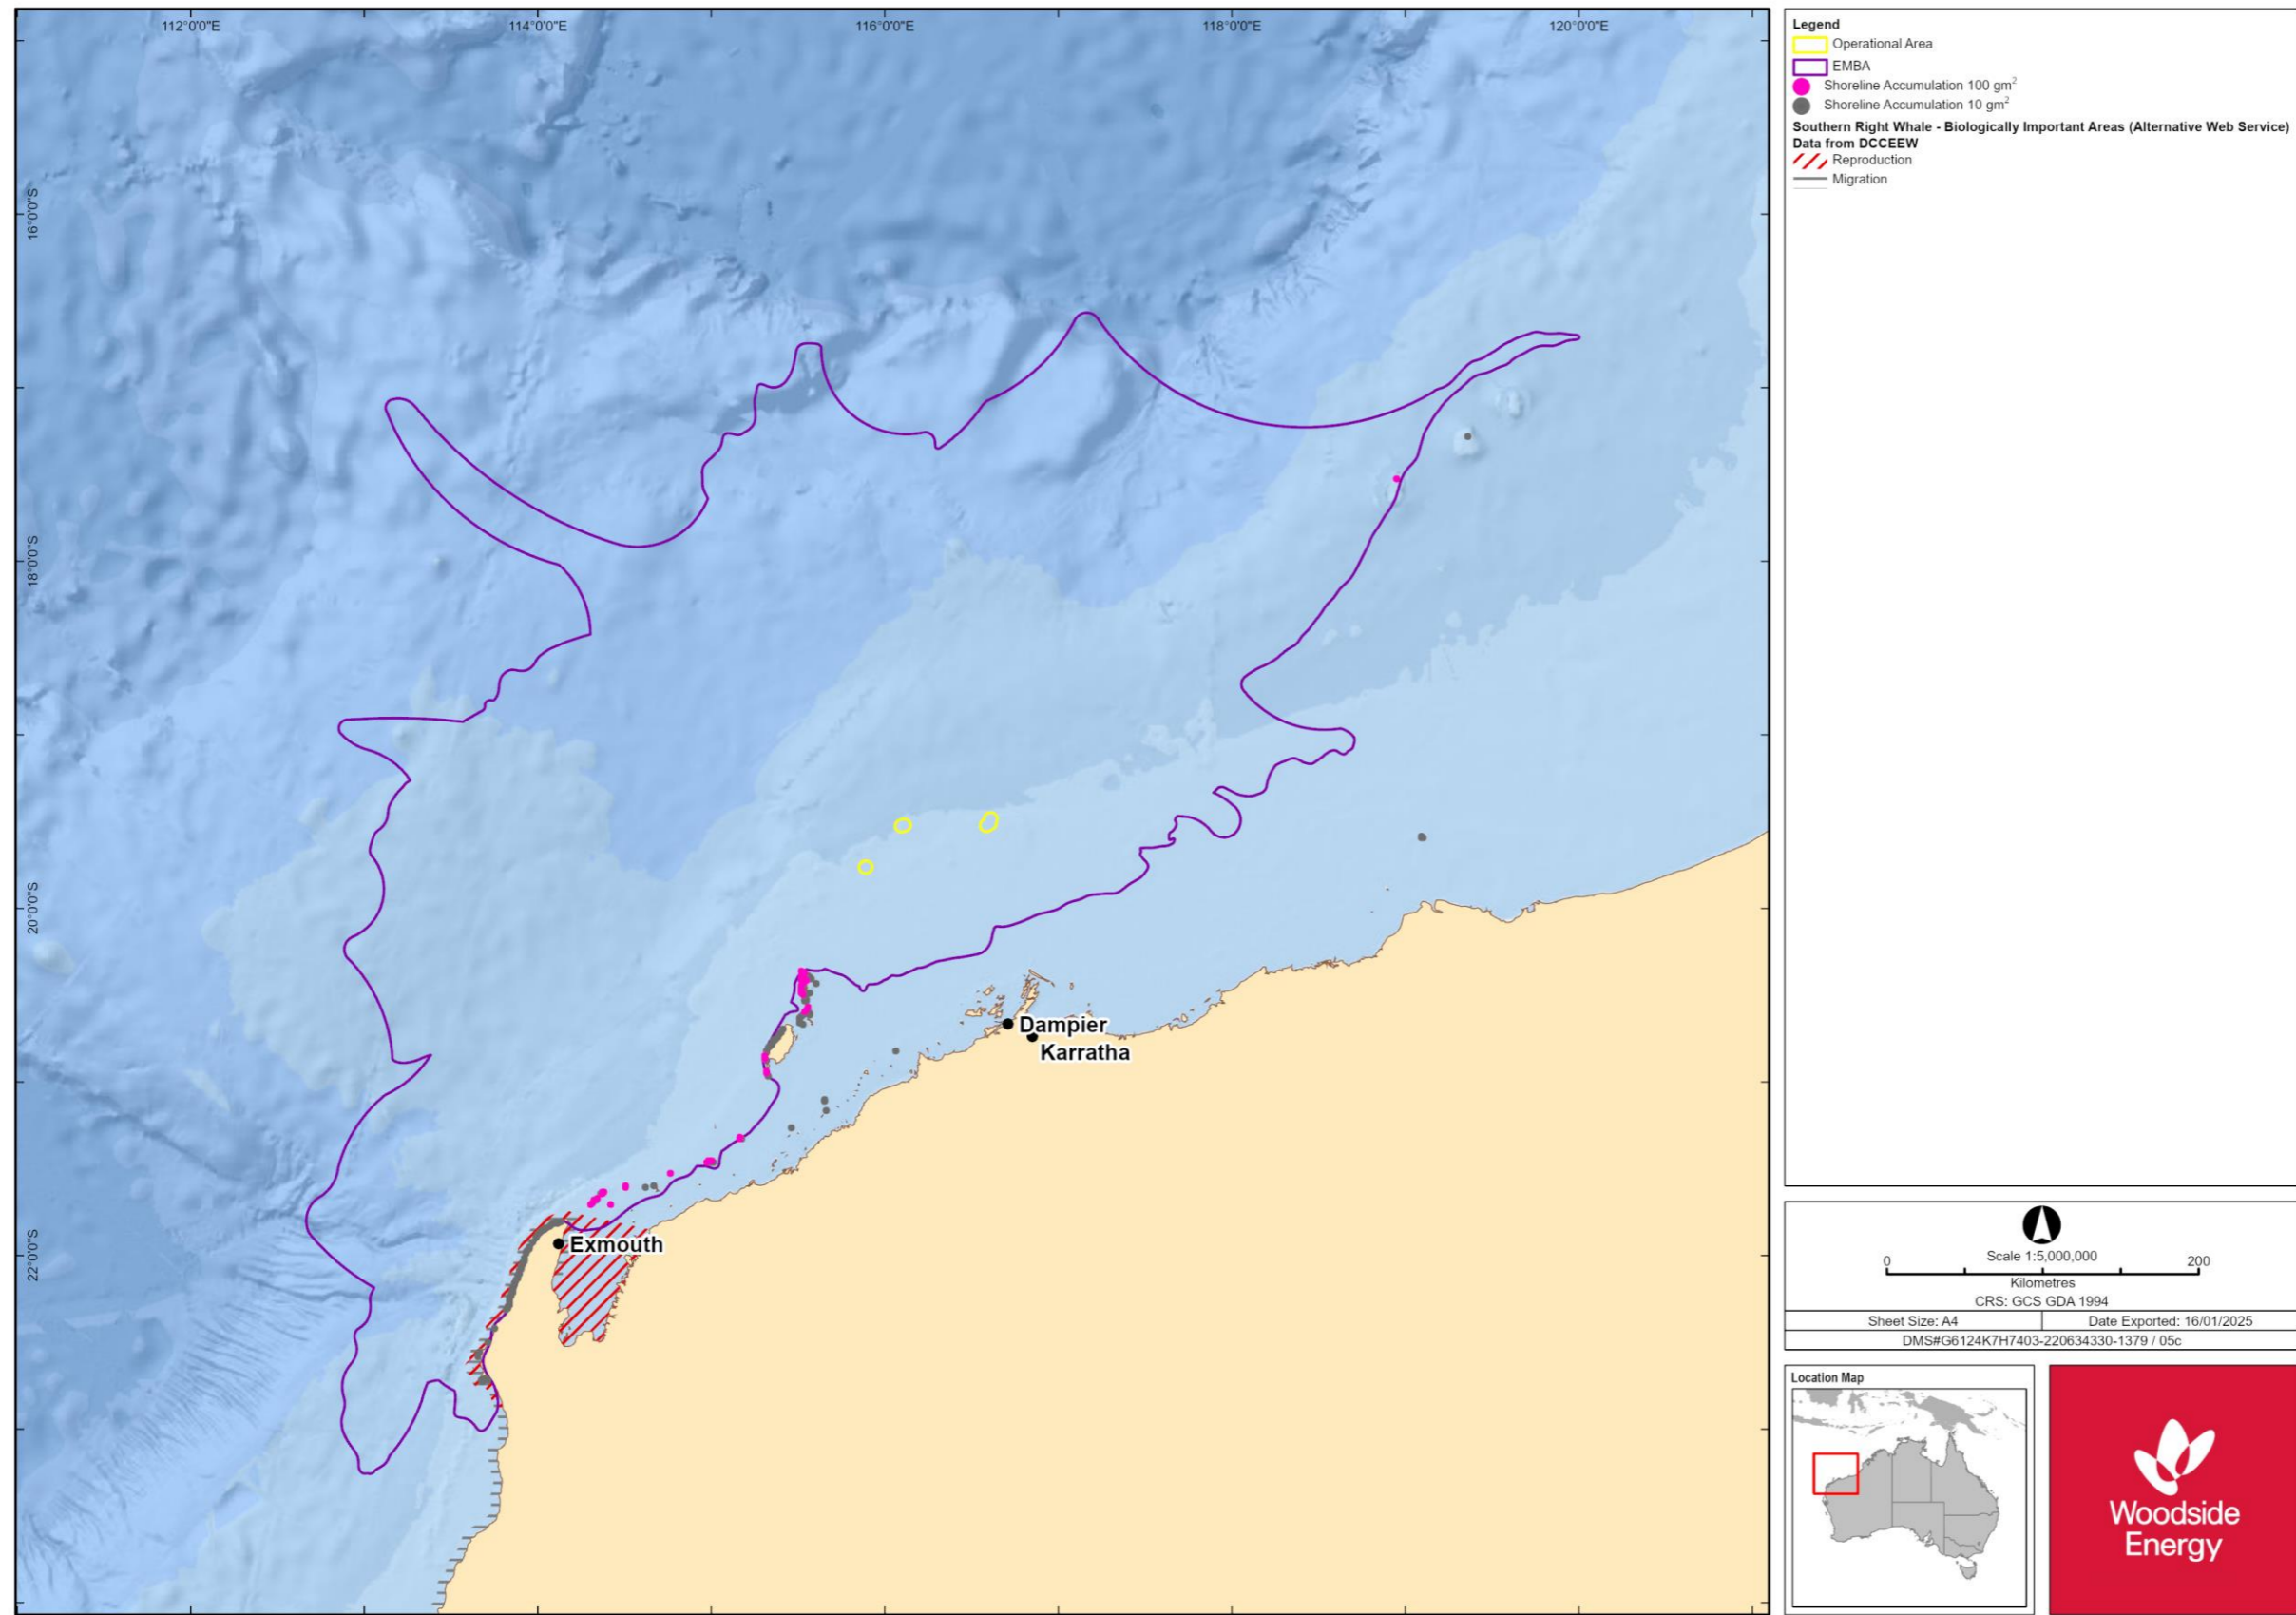 112°0'0"E
114°0'0"E
116°0'0"E
118°0'0"E
120°0'0"E
16°0'0"S
18°0'0"S
20°0'0"S
22°0'0"S
Dampier
Karratha
Exmouth
Legend
Operational Area
EMBA
Shoreline Accumulation 100 gm²
Shoreline Accumulation 10 gm²
Southern Right Whale - Biologically Important Areas (Alternative Web Service)
Data from DCCEEW
Reproduction
Migration
Scale 1:5,000,000
0 200
Kilometres
CRS: GCS GDA 1994
Sheet Size: A4 Date Exported: 16/01/2025
DMS#G6124K7H7403-220634330-1379 / 05c
Location Map
Woodside
Energy